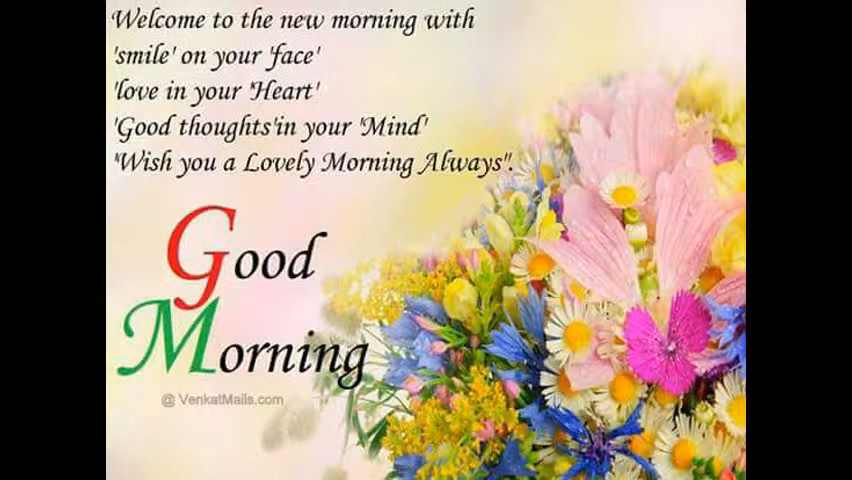 Welcome to the new morning with
'smile' on your 'face'
'love in your 'Heart'
'Good thoughts'in your 'Mind'
"Wish you a Lovely Morning Always".
Good
Morning
@ VenkatMails.com